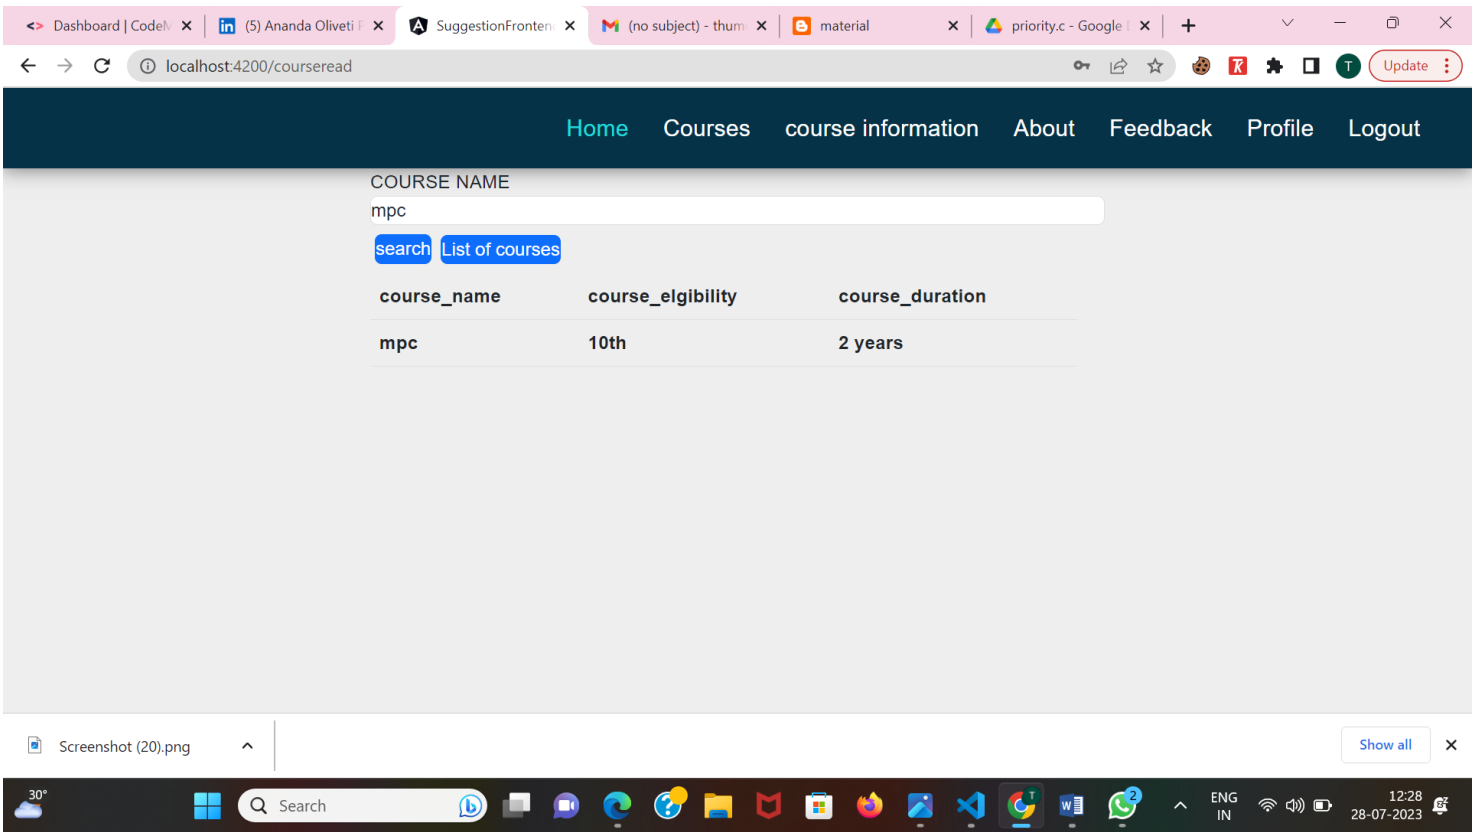 Dashboard | CodeM
(5) Ananda Oliveti P
SuggestionFronten
(no subject) - thum
material
priority.c - Google
localhost:4200/courseread
T
Update
Home Courses course information About Feedback Profile Logout
COURSE NAME
mpc
search List of courses
course_name course_elgibility course_duration
mpc 10th 2 years
Screenshot (20).png
Show all
30°
Search
2
ENG
IN
12:28
28-07-2023